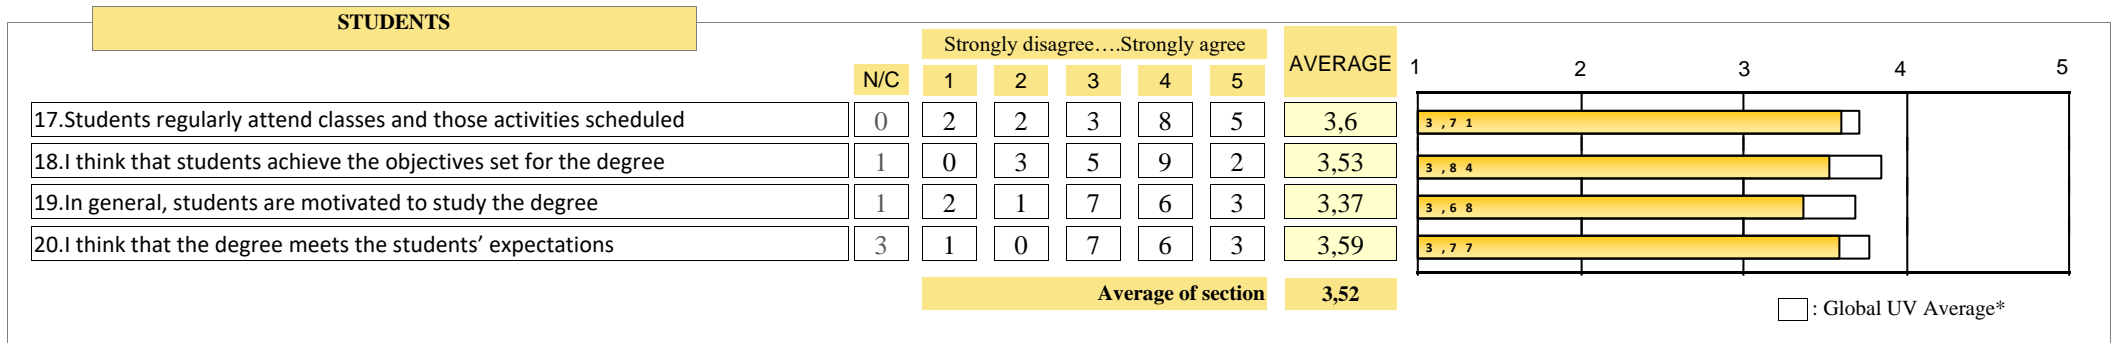 STUDENTS
Strongly disagree….Strongly agree
AVERAGE
N/C 1 2 3 4 5
1 2 3 4 5
17.Students regularly attend classes and those activities scheduled 0 2 2 3 8 5 3,6 3,71
18.I think that students achieve the objectives set for the degree 1 0 3 5 9 2 3,53 3,84
19.In general, students are motivated to study the degree 1 2 1 7 6 3 3,37 3,68
20.I think that the degree meets the students’ expectations 3 1 0 7 6 3 3,59 3,77
Average of section 3,52
: Global UV Average*